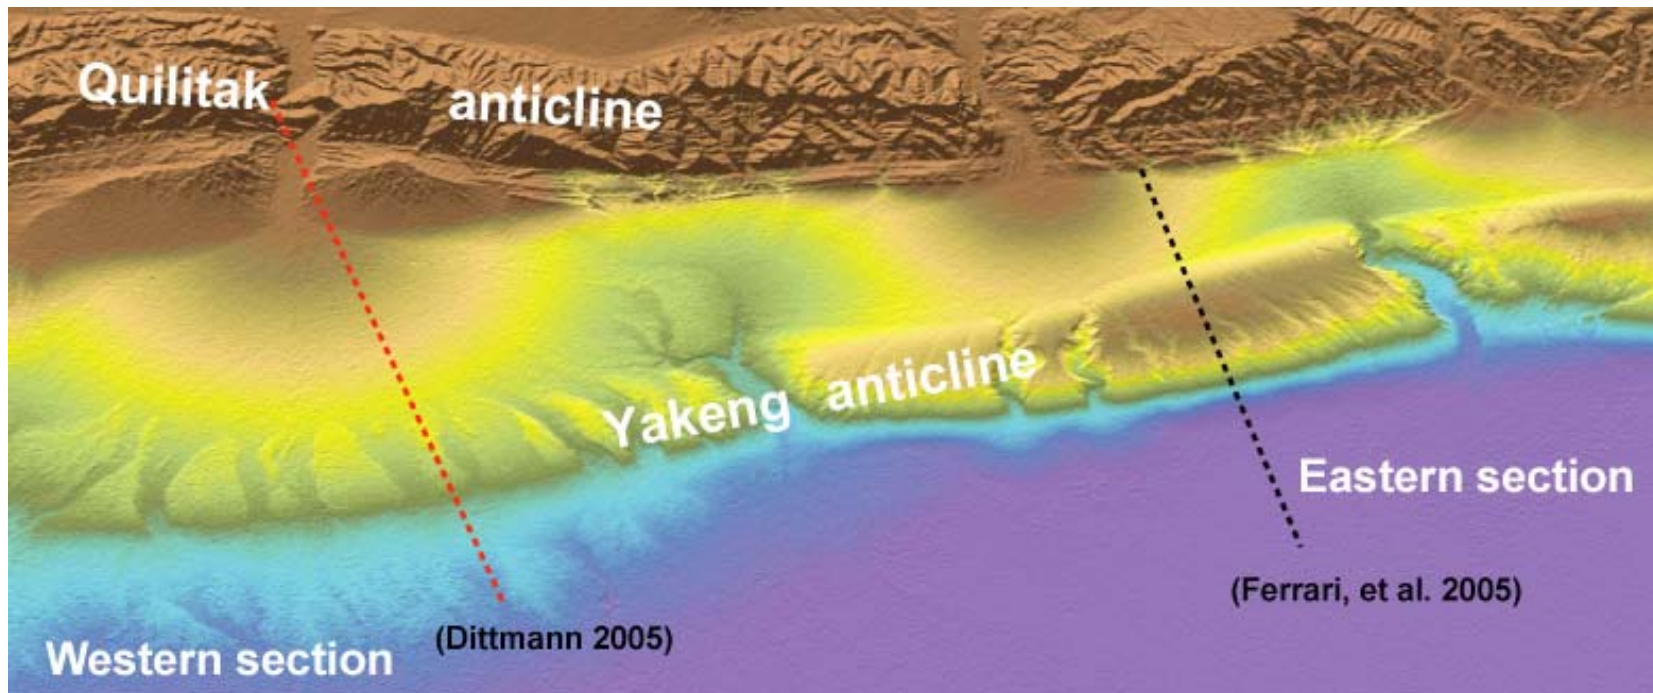 Quilitak anticline
Yakeng anticline
Eastern section
(Ferrari, et al. 2005)
(Dittmann 2005)
Western section